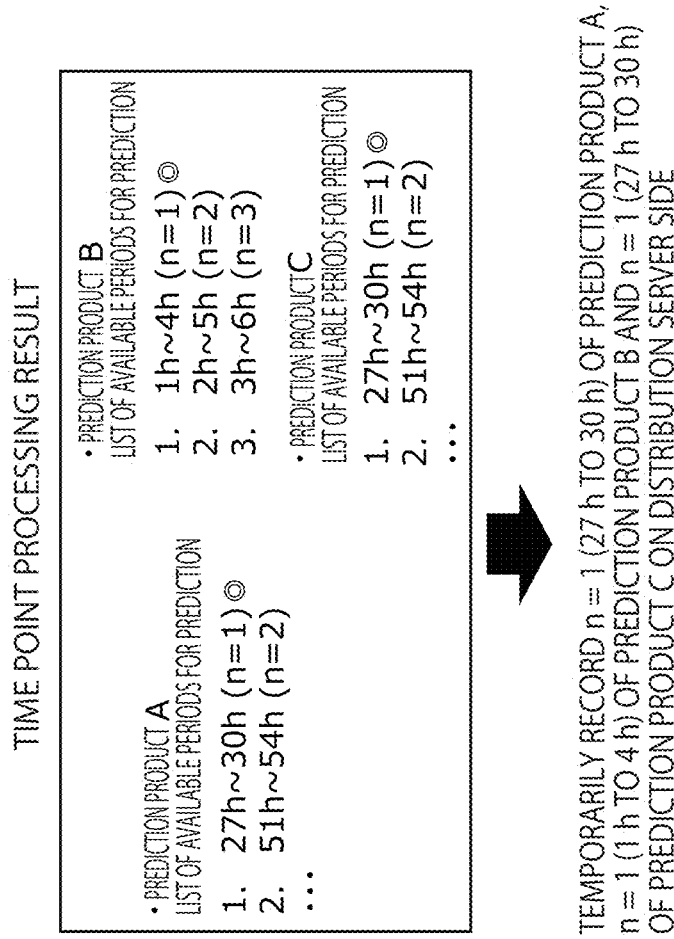 TIME POINT PROCESSING RESULT
• PREDICTION PRODUCT A
LIST OF AVAILABLE PERIODS FOR PREDICTION
1. 27h~30h (n=1)◎
2. 51h~54h (n=2)
•••
• PREDICTION PRODUCT B
LIST OF AVAILABLE PERIODS FOR PREDICTION
1. 1h~4h (n=1)◎
2. 2h~5h (n=2)
3. 3h~6h (n=3)
• PREDICTION PRODUCT C
LIST OF AVAILABLE PERIODS FOR PREDICTION
1. 27h~30h (n=1)◎
2. 51h~54h (n=2)
•••
TEMPORARILY RECORD n = 1 (27 h TO 30 h) OF PREDICTION PRODUCT A,
n = 1 (1 h TO 4 h) OF PREDICTION PRODUCT B AND n = 1 (27 h TO 30 h)
OF PREDICTION PRODUCT C ON DISTRIBUTION SERVER SIDE